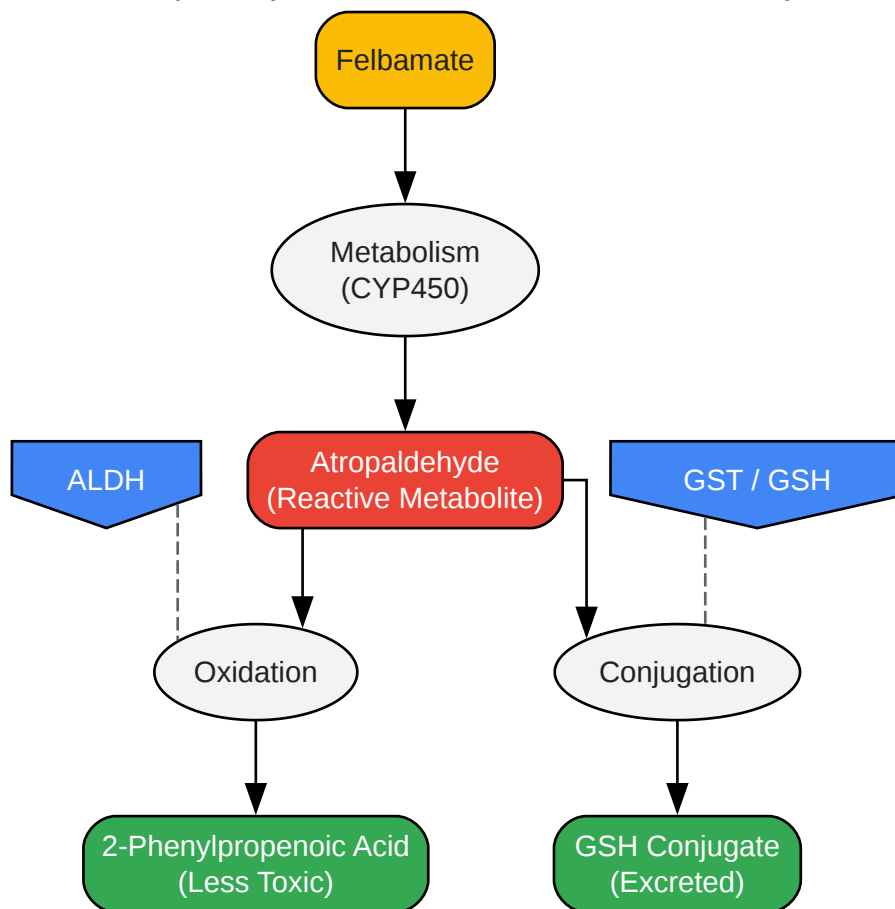 Felbamate
Metabolism
(CYP450)
ALDH
Atropaldehyde
(Reactive Metabolite)
GST / GSH
Oxidation
Conjugation
2-Phenylpropenoic Acid
(Less Toxic)
GSH Conjugate
(Excreted)